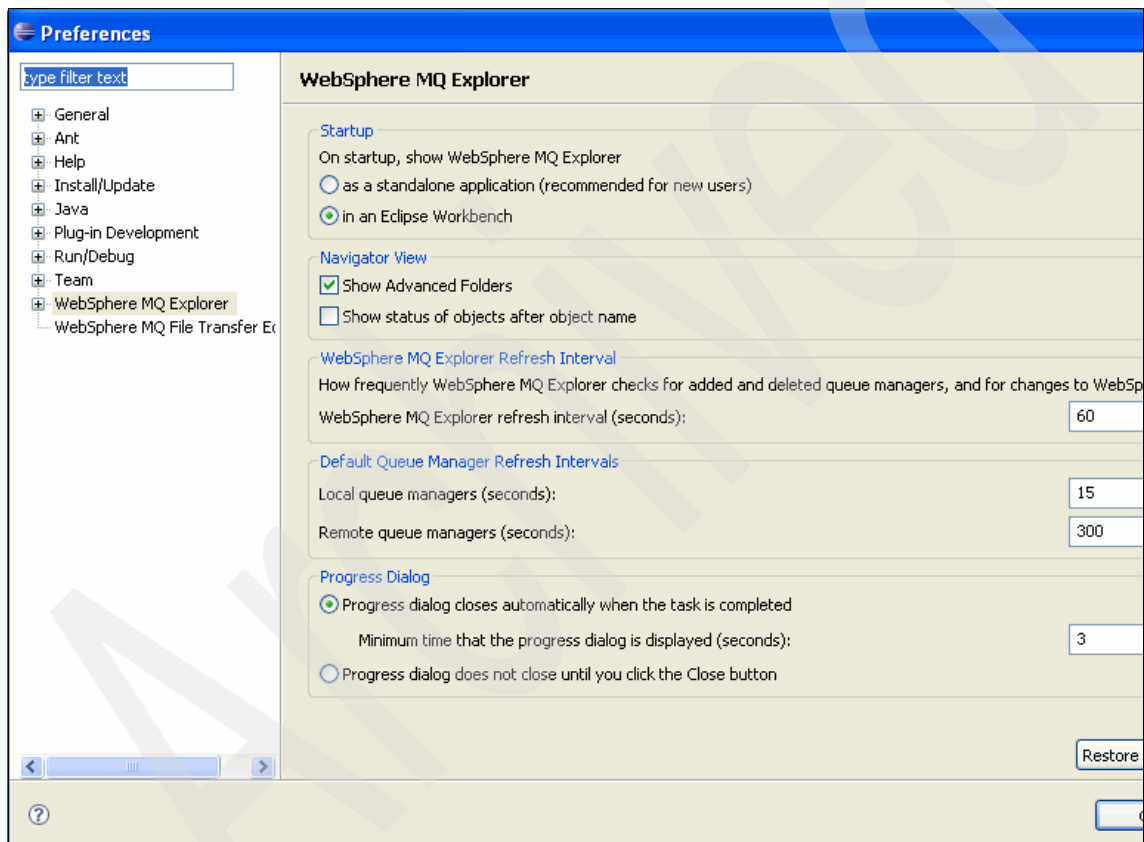 Preferences
type filter text
General
Ant
Help
Install/Update
Java
Plug-in Development
Run/Debug
Team
WebSphere MQ Explorer
WebSphere MQ File Transfer Ec
WebSphere MQ Explorer
Startup
On startup, show WebSphere MQ Explorer
as a standalone application (recommended for new users)
in an Eclipse Workbench
Navigator View
Show Advanced Folders
Show status of objects after object name
WebSphere MQ Explorer Refresh Interval
How frequently WebSphere MQ Explorer checks for added and deleted queue managers, and for changes to WebSp
WebSphere MQ Explorer refresh interval (seconds): 60
Default Queue Manager Refresh Intervals
Local queue managers (seconds): 15
Remote queue managers (seconds): 300
Progress Dialog
Progress dialog closes automatically when the task is completed
Minimum time that the progress dialog is displayed (seconds): 3
Progress dialog does not close until you click the Close button
Restore
Archived